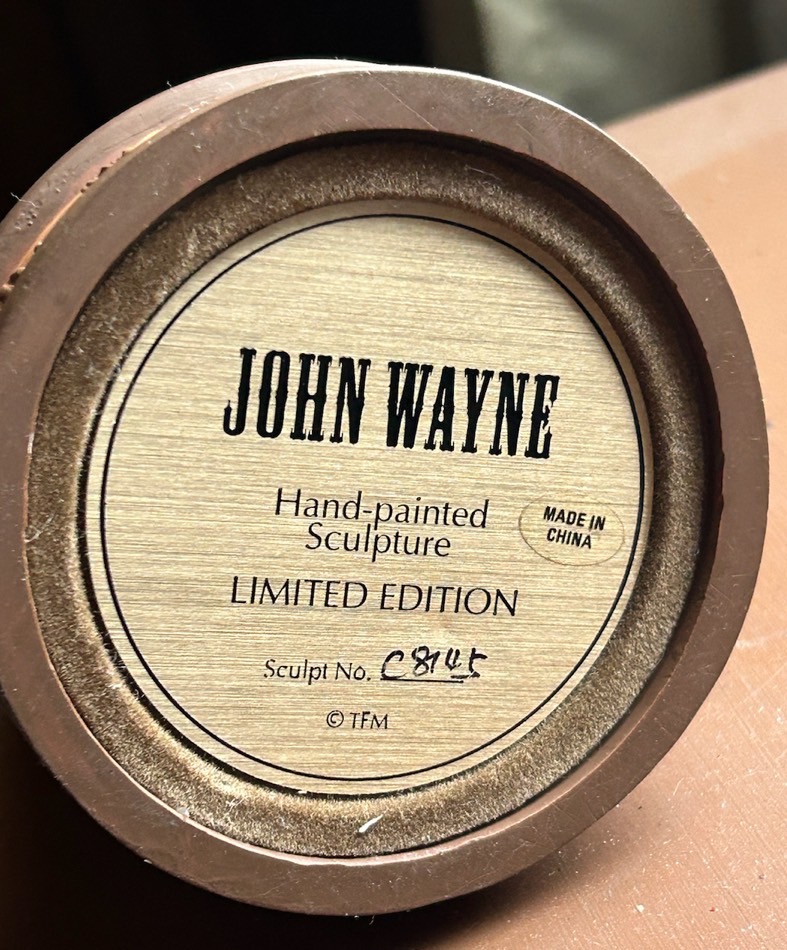 JOHN WAYNE
Hand-painted
Sculpture
MADE IN
CHINA
LIMITED EDITION
Sculpt No. C8145
© TFM